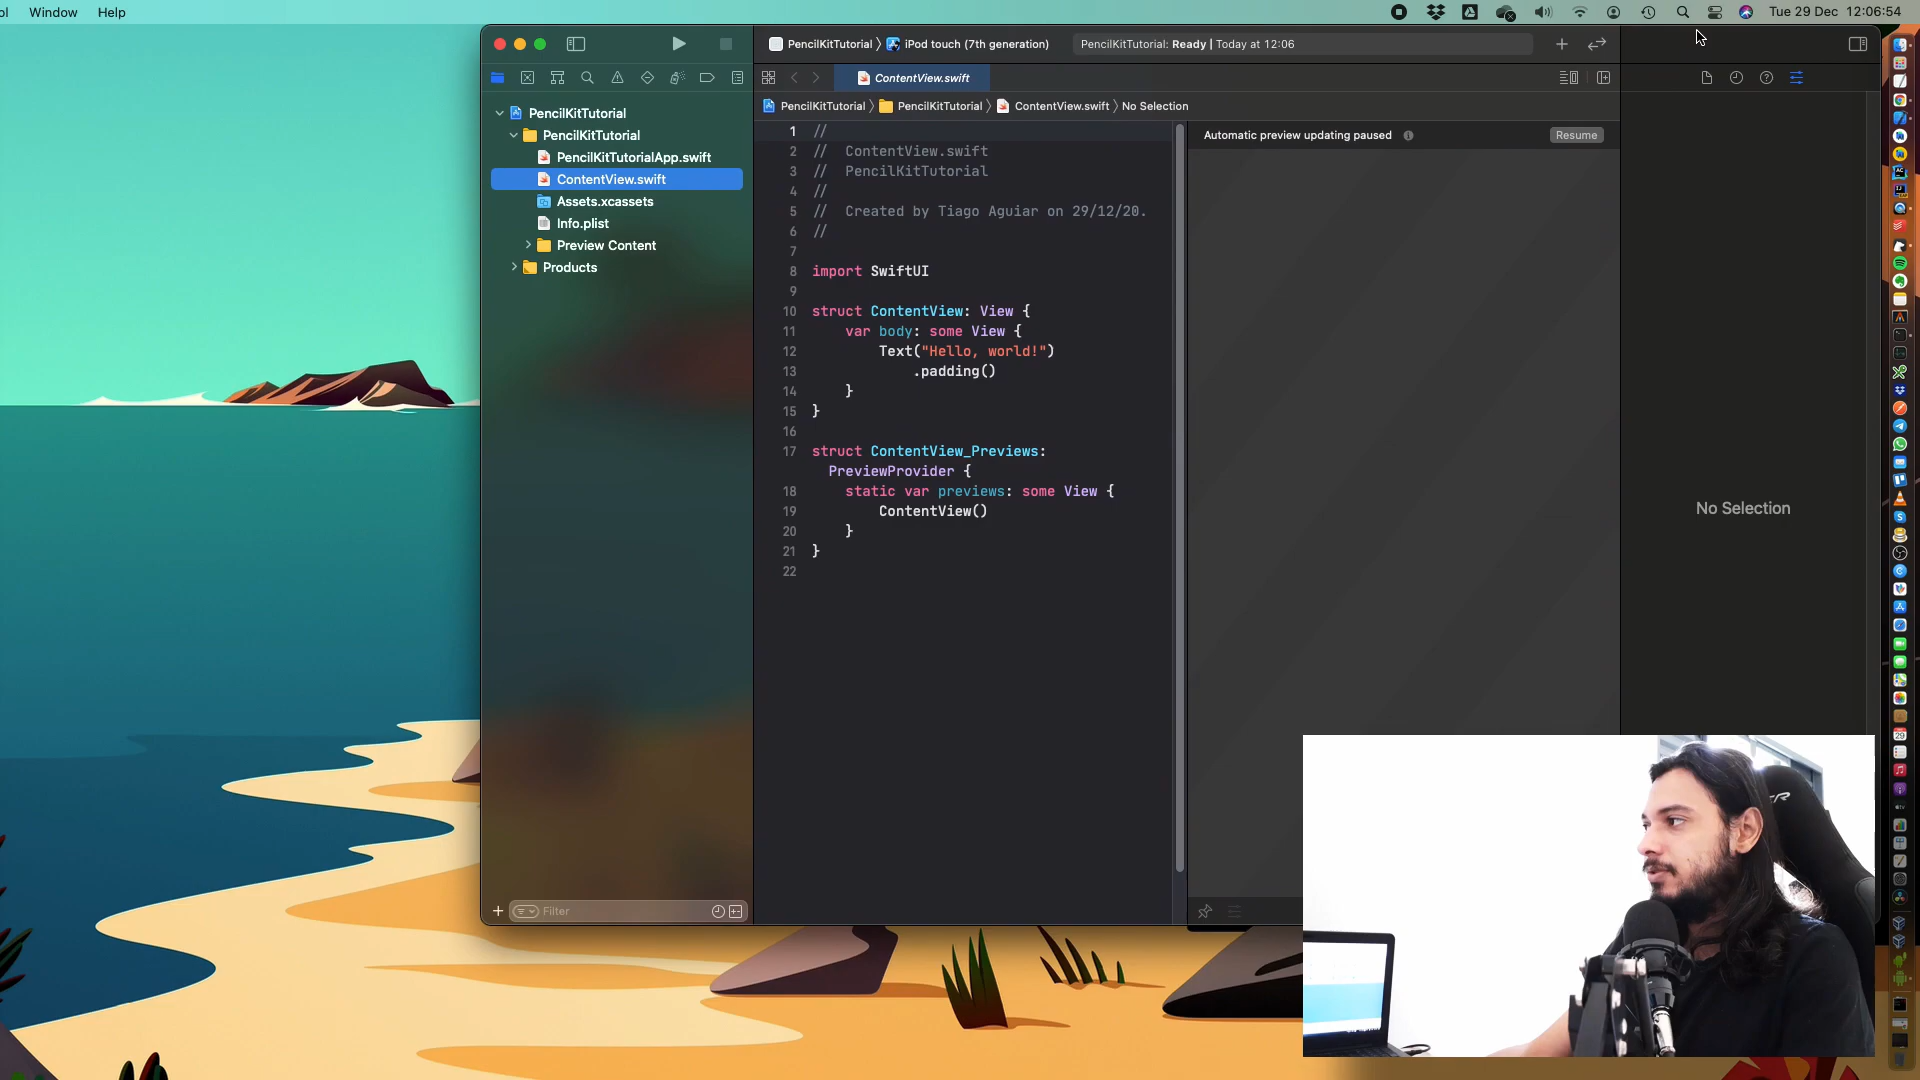 Window Help
Tue 29 Dec 12:06:54
PencilKitTutorial
iPod touch (7th generation)
PencilKitTutorial: Ready | Today at 12:06
ContentView.swift
PencilKitTutorial
PencilKitTutorial
ContentView.swift
No Selection
PencilKitTutorial
PencilKitTutorial
PencilKitTutorialApp.swift
ContentView.swift
Assets.xcassets
Info.plist
Preview Content
Products
Filter
1 //
2 // ContentView.swift
3 // PencilKitTutorial
4 //
5 // Created by Tiago Aguiar on 29/12/20.
6 //
7
8 import SwiftUI
9
10 struct ContentView: View {
11 var body: some View {
12 Text("Hello, world!")
13 .padding()
14 }
15 }
16
17 struct ContentView_Previews:
PreviewProvider {
18 static var previews: some View {
19 ContentView()
20 }
21 }
22
Automatic preview updating paused
Resume
No Selection